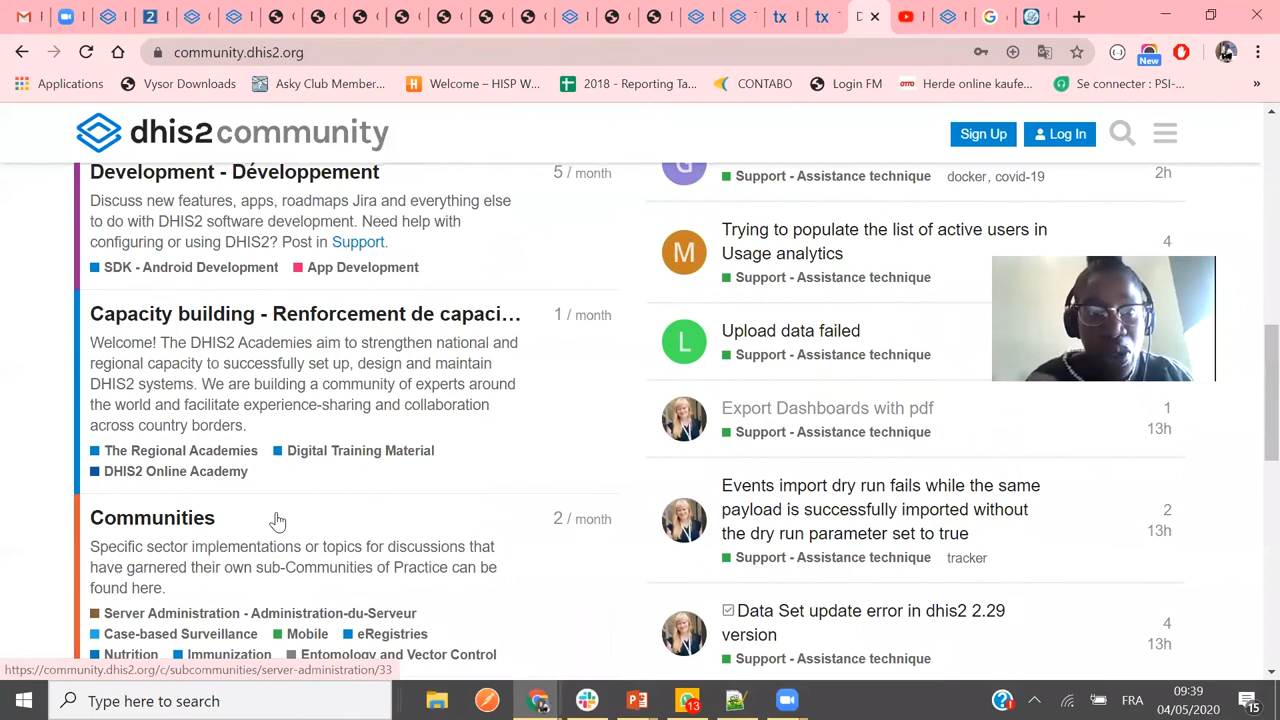 2
tx
tx
D
New
community.dhis2.org
Applications
Vysor Downloads
Asky Club Member...
Welcome – HISP W...
2018 - Reporting Ta...
CONTABO
Login FM
OTTO
Herde online kaufe...
Se connecter : PSI-...
»
dhis2 community
Sign Up
Log In
Development - Développement
5 / month
Discuss new features, apps, roadmaps Jira and everything else
to do with DHIS2 software development. Need help with
configuring or using DHIS2? Post in Support.
SDK - Android Development
App Development
Capacity building - Renforcement de capaci...
1 / month
Welcome! The DHIS2 Academies aim to strengthen national and
regional capacity to successfully set up, design and maintain
DHIS2 systems. We are building a community of experts around
the world and facilitate experience-sharing and collaboration
across country borders.
The Regional Academies
Digital Training Material
DHIS2 Online Academy
Communities
2 / month
Specific sector implementations or topics for discussions that
have garnered their own sub-Communities of Practice can be
found here.
Server Administration - Administration-du-Serveur
Case-based Surveillance
Mobile
eRegistries
Nutrition
Immunization
Entomology and Vector Control
https://community.dhis2.org/c/subcommunities/server-administration/33
Support - Assistance technique
docker, covid-19
2h
M
Trying to populate the list of active users in
Usage analytics
4
Support - Assistance technique
L
Upload data failed
Support - Assistance technique
Export Dashboards with pdf
1
Support - Assistance technique
13h
Events import dry run fails while the same
payload is successfully imported without
the dry run parameter set to true
2
13h
Support - Assistance technique
tracker
Data Set update error in dhis2 2.29
version
4
13h
Support - Assistance technique
Type here to search
13
FRA
09:39
04/05/2020
15